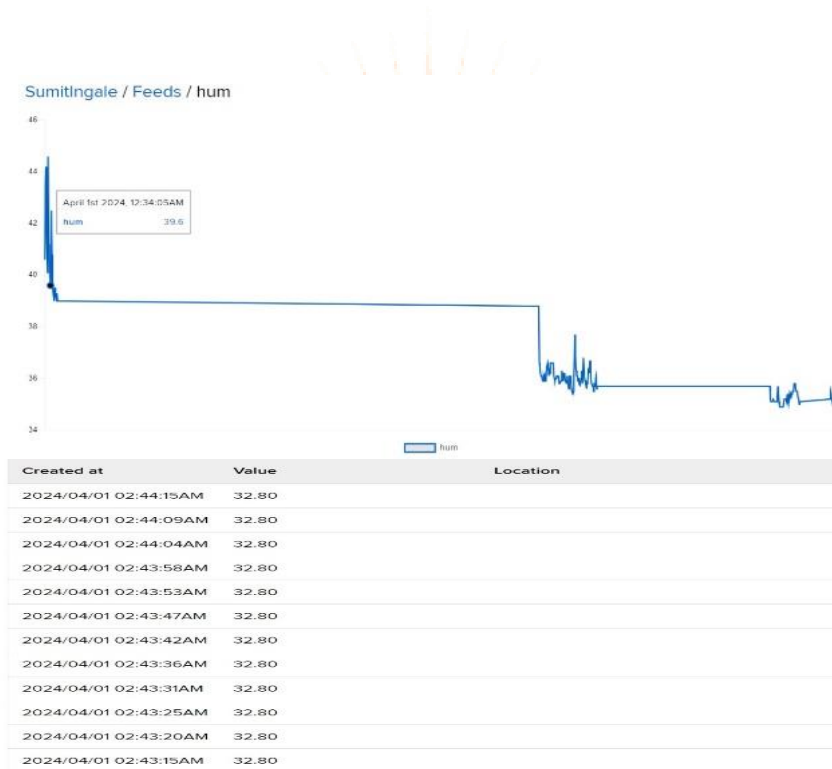 SumitIngale / Feeds / hum
46
44
April 1st 2024, 12:34:05AM
hum 39.6
42
40
38
36
34
hum
Created at Value Location
2024/04/01 02:44:15AM 32.80
2024/04/01 02:44:09AM 32.80
2024/04/01 02:44:04AM 32.80
2024/04/01 02:43:58AM 32.80
2024/04/01 02:43:53AM 32.80
2024/04/01 02:43:47AM 32.80
2024/04/01 02:43:42AM 32.80
2024/04/01 02:43:36AM 32.80
2024/04/01 02:43:31AM 32.80
2024/04/01 02:43:25AM 32.80
2024/04/01 02:43:20AM 32.80
2024/04/01 02:43:15AM 32.80